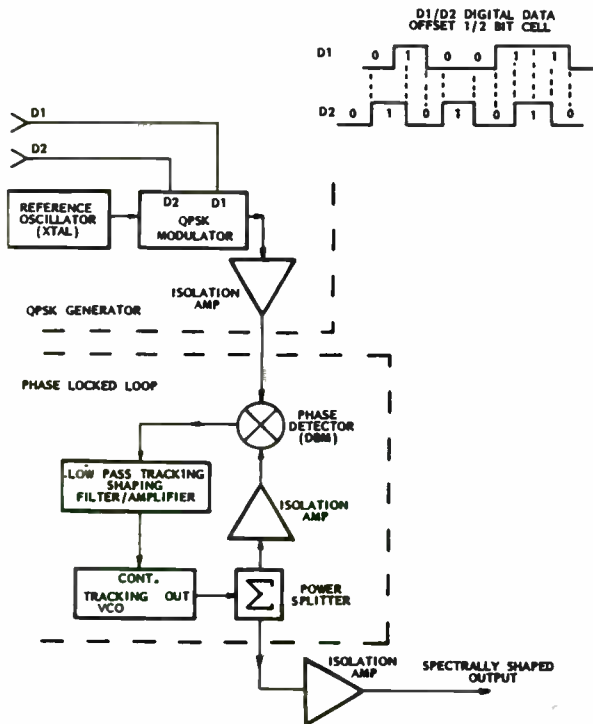 D1/D2 DIGITAL DATA
OFFSET 1/2 BIT CELL
D1
0 1 0 0 1 1
D2
0 1 0 1 0 1 0
D1
D2
D2 D1
QPSK
MODULATOR
REFERENCE
OSCILLATOR
(XTAL)
ISOLATION
AMP
QPSK GENERATOR
PHASE LOCKED LOOP
PHASE
DETECTOR
(DBM)
LOW PASS TRACKING
SHAPING
FILTER/AMPLIFIER
ISOLATION
AMP
CONT.
TRACKING OUT
VCO
Σ
POWER
SPLITTER
ISOLATION
AMP
SPECTRALLY SHAPED
OUTPUT